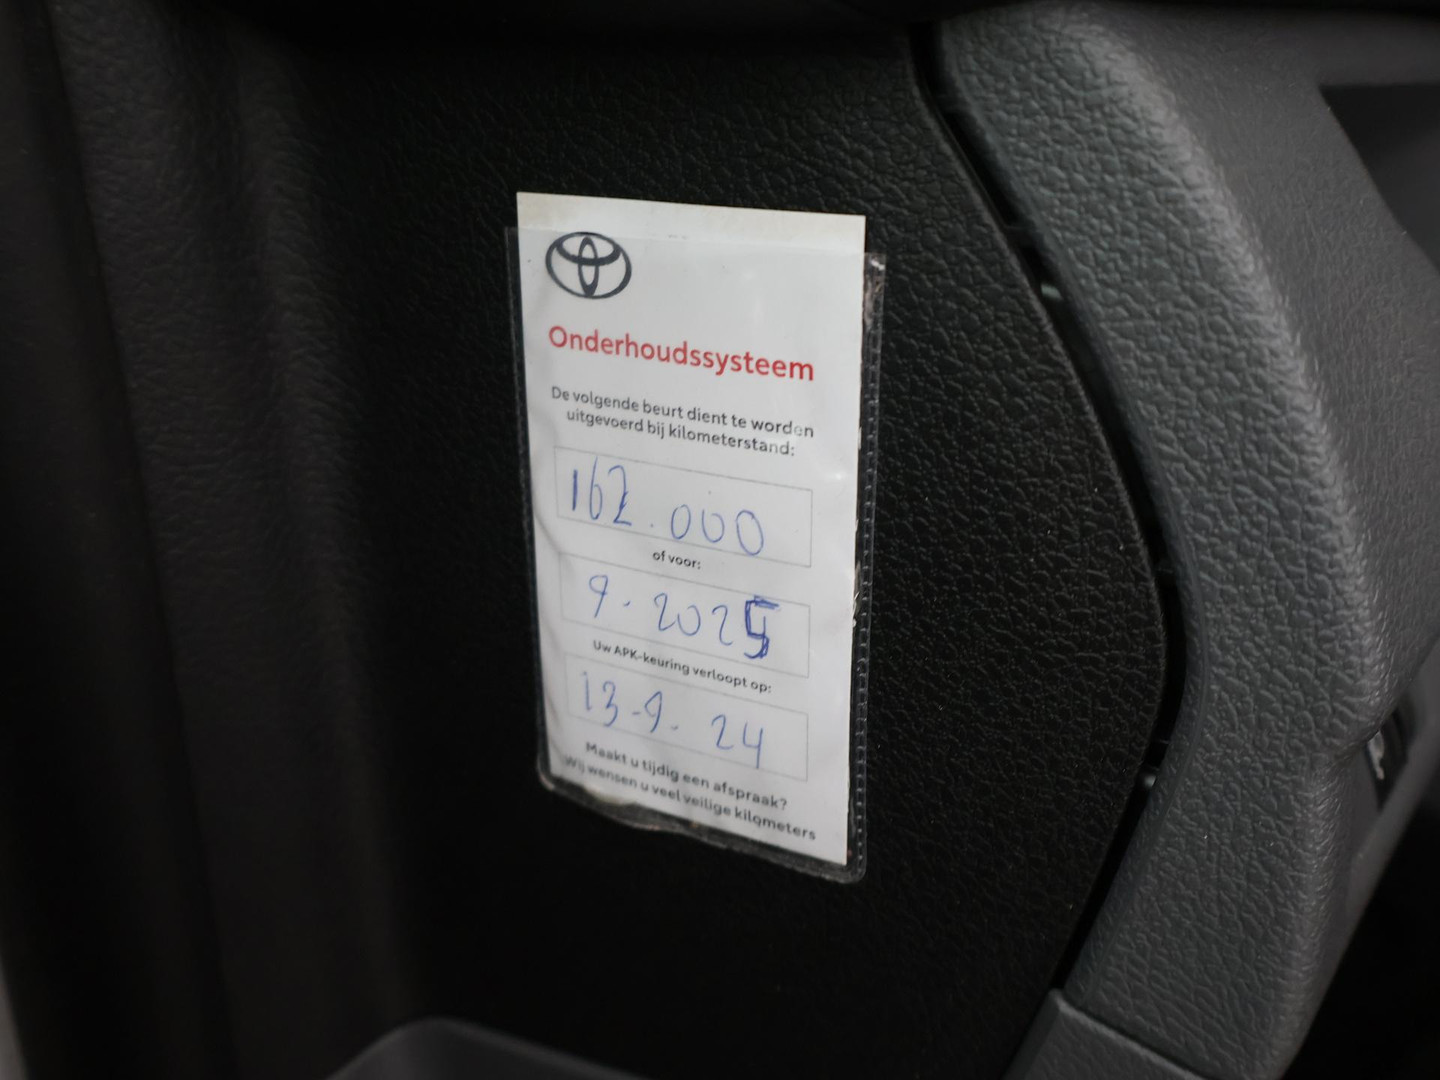 Onderhoudssysteem
De volgende beurt dient te worden
uitgevoerd bij kilometerstand:
162.000
of voor:
9-2025
Uw APK-keuring verloopt op:
13-9-24
Maakt u tijdig een afspraak?
Wij wensen u veel veilige kilometers